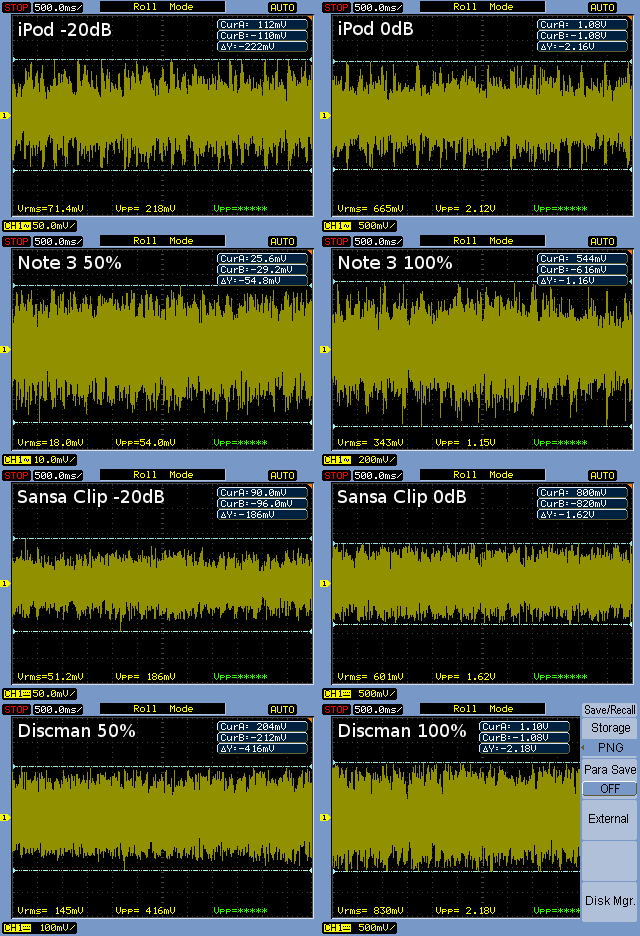 STOP 500.0ms/ Roll Mode AUTO
iPod -20dB
CurA: 112mV
CurB:-110mV
ΔY:-222mV
1
Vrms=71.4mV Vpp= 218mV Vpp=*****
CH1 50.0mV/
STOP 500.0ms/ Roll Mode AUTO
iPod 0dB
CurA: 1.08V
CurB:-1.08V
ΔY:-2.16V
1
Vrms= 665mV Vpp= 2.12V Vpp=*****
CH1 500mV/
STOP 500.0ms/ Roll Mode AUTO
Note 3 50%
CurA:25.6mV
CurB:-29.2mV
ΔY:-54.8mV
1
Vrms=18.0mV Vpp=54.0mV Vpp=*****
CH1 10.0mV/
STOP 500.0ms/ Roll Mode AUTO
Note 3 100%
CurA: 544mV
CurB:-616mV
ΔY:-1.16V
1
Vrms= 343mV Vpp= 1.15V Vpp=*****
CH1 200mV/
STOP 500.0ms/ Roll Mode AUTO
Sansa Clip -20dB
CurA:90.0mV
CurB:-96.0mV
ΔY:-186mV
1
Vrms=51.2mV Vpp= 186mV Vpp=*****
CH1 50.0mV/
STOP 500.0ms/ Roll Mode AUTO
Sansa Clip 0dB
CurA: 800mV
CurB:-820mV
ΔY:-1.62V
1
Vrms= 601mV Vpp= 1.62V Vpp=*****
CH1 500mV/
STOP 500.0ms/ Roll Mode AUTO
Discman 50%
CurA: 204mV
CurB:-212mV
ΔY:-416mV
1
Vrms= 145mV Vpp= 416mV Vpp=*****
CH1 100mV/
STOP 500.0ms/ Roll Mode AUTO
Discman 100%
CurA: 1.10V
CurB:-1.08V
ΔY:-2.18V
1
Vrms= 830mV Vpp= 2.18V Vpp=*****
CH1 500mV/
Save/Recall
Storage
PNG
Para Save
OFF
External
Disk Mgr.